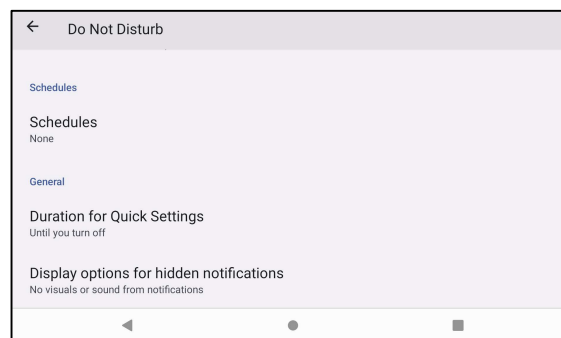 Do Not Disturb
Schedules
Schedules
None
General
Duration for Quick Settings
Until you turn off
Display options for hidden notifications
No visuals or sound from notifications